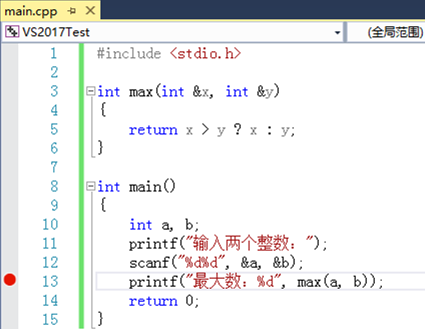 main.cpp
VS2017Test (全局范围)
1 #include <stdio.h>
2
3 int max(int &x, int &y)
4 {
5 return x > y ? x : y;
6 }
7
8 int main()
9 {
10 int a, b;
11 printf("输入两个整数：");
12 scanf("%d%d", &a, &b);
13 printf("最大数：%d", max(a, b));
14 return 0;
15 }